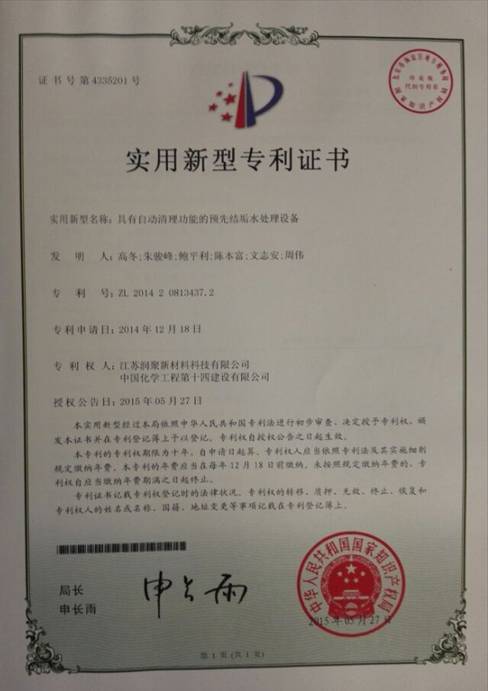 证书号第4335201号
实用新型专利证书
实用新型名称：具有自动清理功能的预先结垢水处理设备
发明人：高冬;朱骏峰;鲍平利;陈本富;文志安;周伟
专利号：ZL 2014 2 0813437.2
专利申请日：2014年12月18日
专利权人：江苏润聚新材料科技有限公司
中国化学工程第十四建设有限公司
授权公告日：2015年05月27日
本实用新型经过本局依照中华人民共和国专利法进行初步审查，决定授予专利权，颁
发本证书并在专利登记簿上予以登记。专利权自授权公告之日起生效。
本专利的专利权期限为十年，自申请日起算。专利权人应当依照专利法及其实施细则
规定缴纳年费。本专利的年费应当在每年12月18日前缴纳。未按照规定缴纳年费的，专利
权自应当缴纳年费期满之日起终止。
专利证书记载专利权登记时的法律状况。专利权的转移、质押、无效、终止、恢复和
专利权人的姓名或名称、国籍、地址变更等事项记载在专利登记簿上。
局长
申长雨
申长雨
中华人民共和国国家知识产权局
2015年05月27日
第1页(共1页)